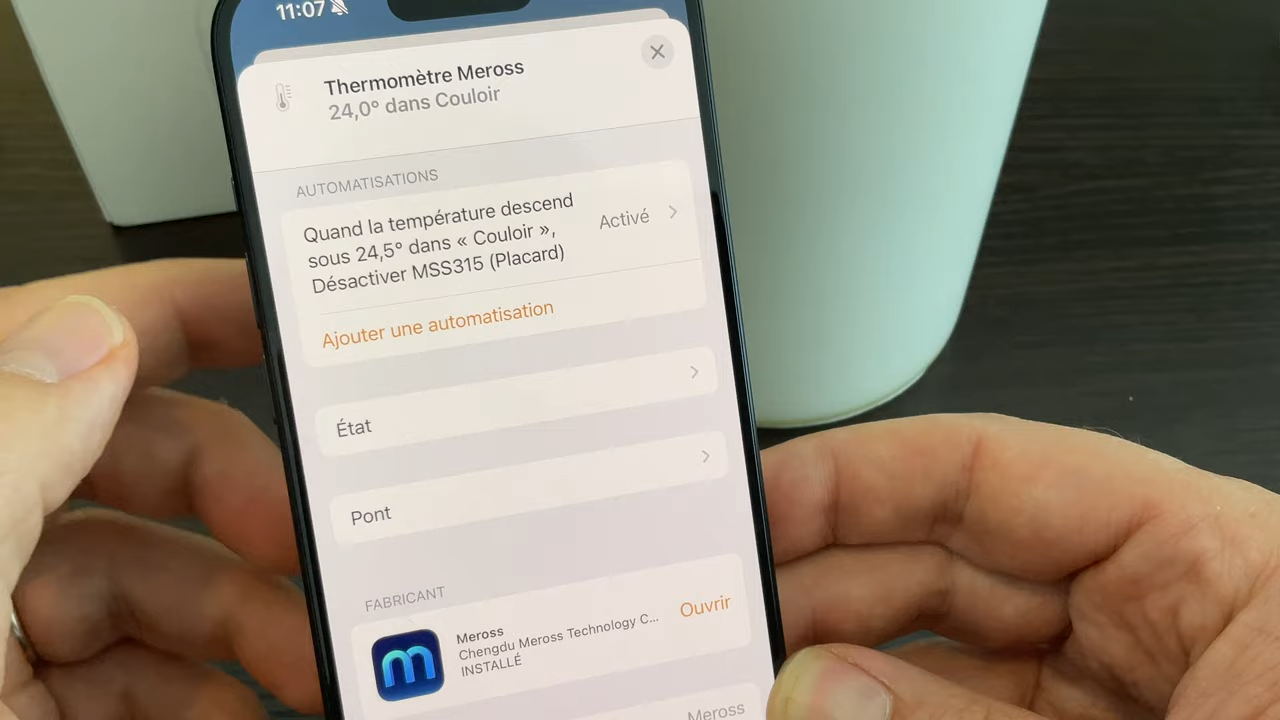 11:07
Thermomètre Meross
24,0° dans Couloir
AUTOMATISATIONS
Quand la température descend
sous 24,5° dans « Couloir »,
Désactiver MSS315 (Placard)
Activé
Ajouter une automatisation
État
Pont
FABRICANT
Meross
Chengdu Meross Technology C...
INSTALLÉ
Ouvrir
Meross